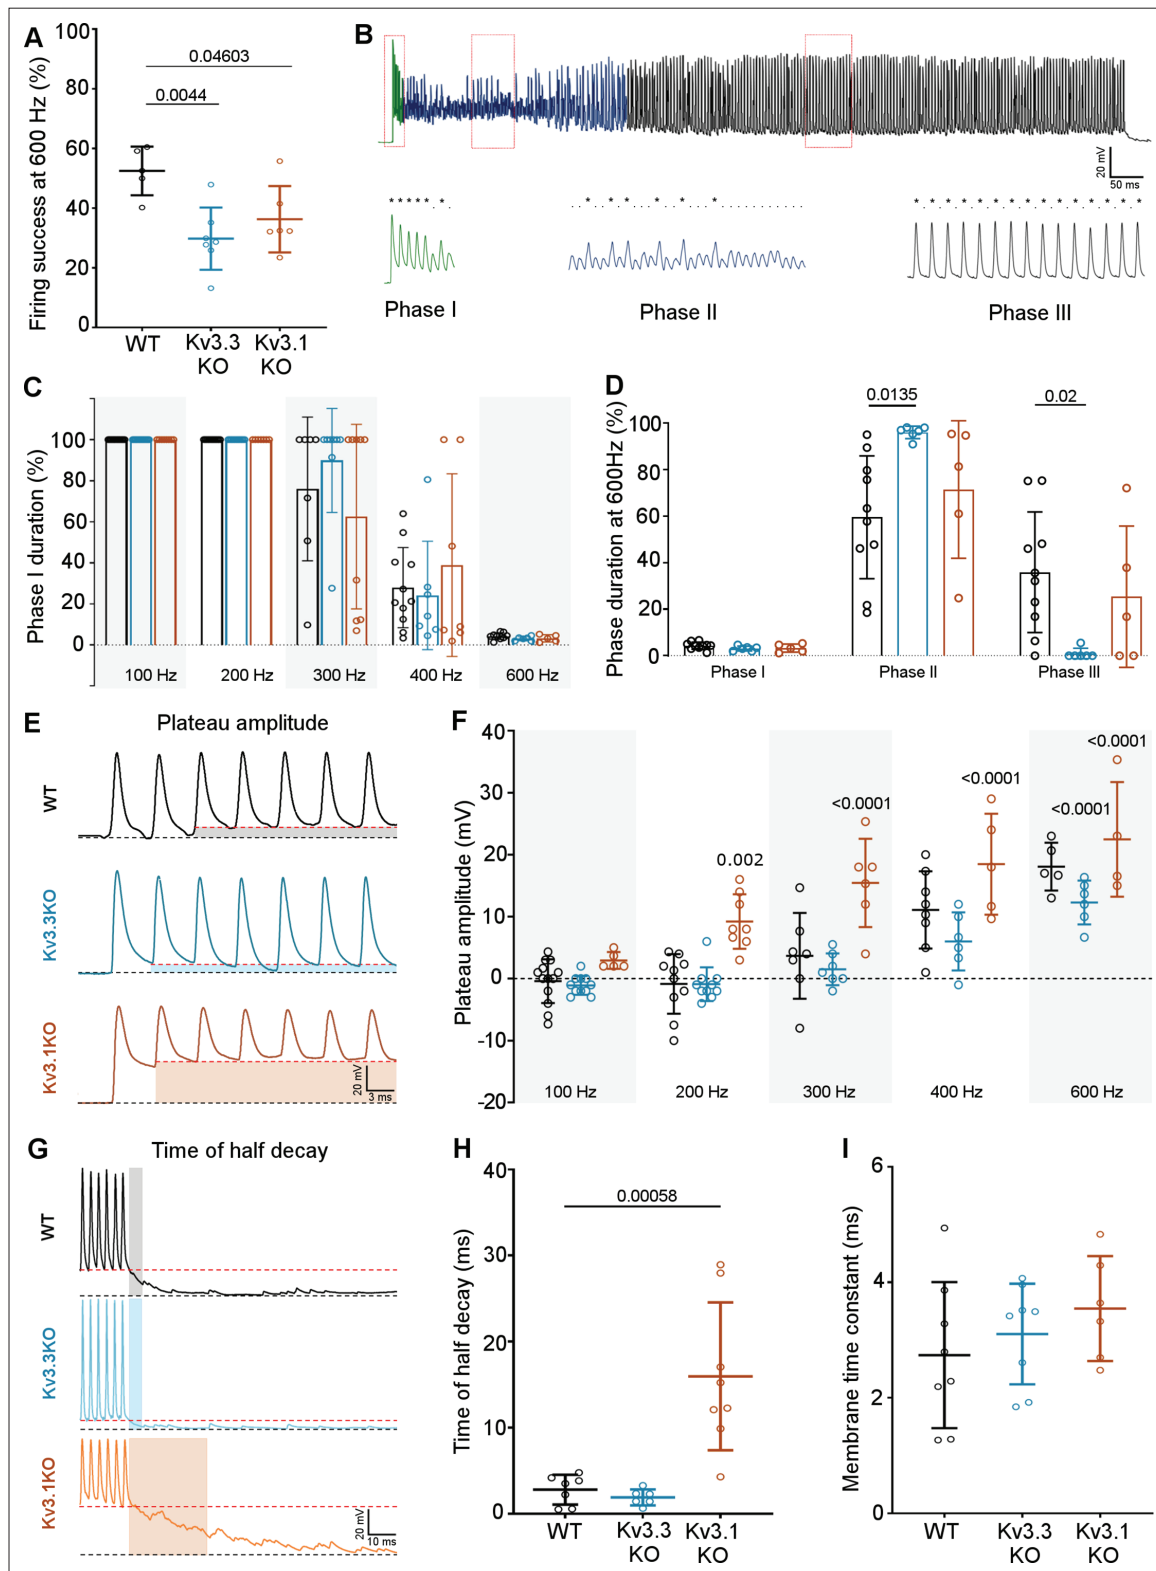 A
Firing success at 600 Hz (%)
100
80
60
40
20
0
0.04603
0.0044
WT
Kv3.3
KO
Kv3.1
KO
B
20 mV
50 ms
* * * * * *
* * * * * *
* * * * * * * * * * * * * * *
Phase I
Phase II
Phase III
C
Phase I duration (%)
100
80
60
40
20
0
100 Hz
200 Hz
300 Hz
400 Hz
600 Hz
D
Phase duration at 600Hz (%)
100
80
60
40
20
0
0.0135
0.02
Phase I
Phase II
Phase III
E
Plateau amplitude
WT
Kv3.3KO
Kv3.1KO
20 mV
3 ms
F
Plateau amplitude (mV)
40
30
20
10
0
-10
-20
0.002
<0.0001
<0.0001
<0.0001
<0.0001
100 Hz
200 Hz
300 Hz
400 Hz
600 Hz
G
Time of half decay
WT
Kv3.3KO
Kv3.1KO
20 mV
10 ms
H
Time of half decay (ms)
40
30
20
10
0
0.00058
WT
Kv3.3
KO
Kv3.1
KO
I
Membrane time constant (ms)
6
4
2
0
WT
Kv3.3
KO
Kv3.1
KO